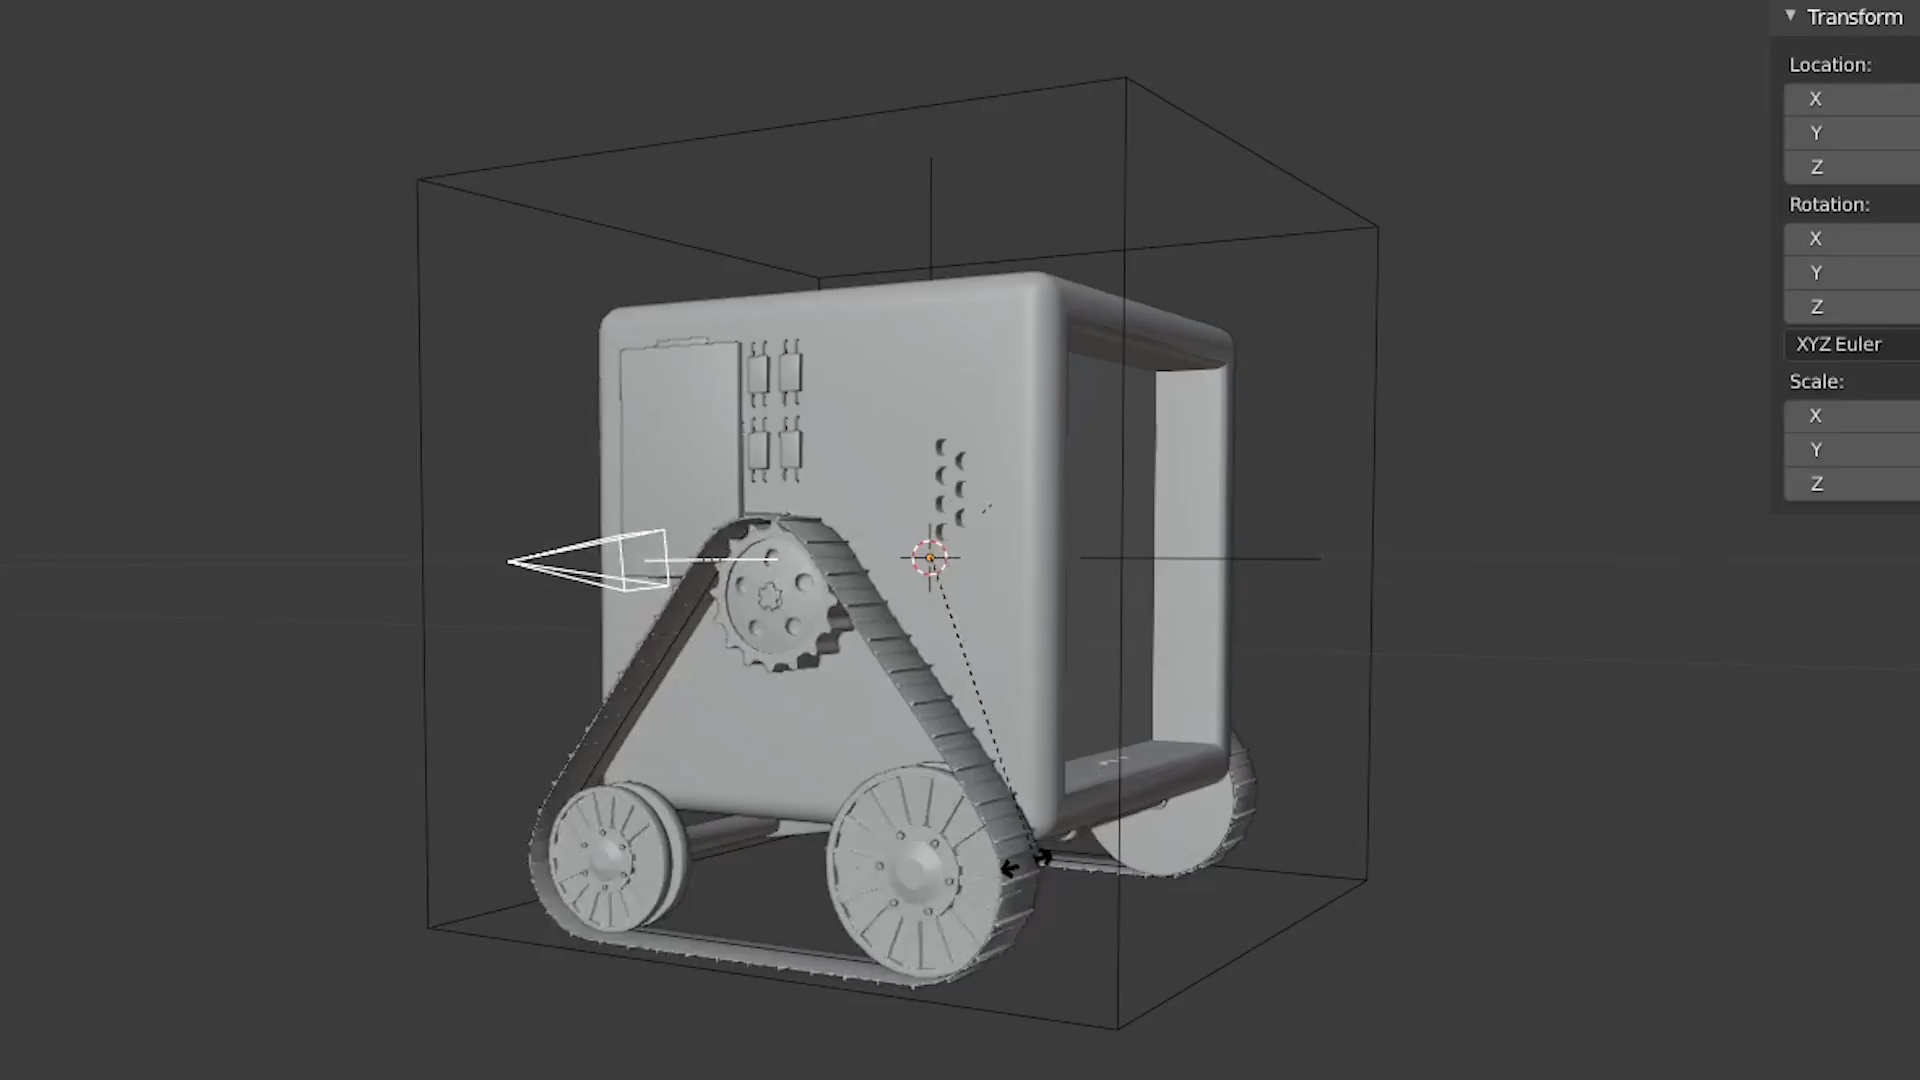 Transform
Location:
X
Y
Z
Rotation:
X
Y
Z
XYZ Euler
Scale:
X
Y
Z